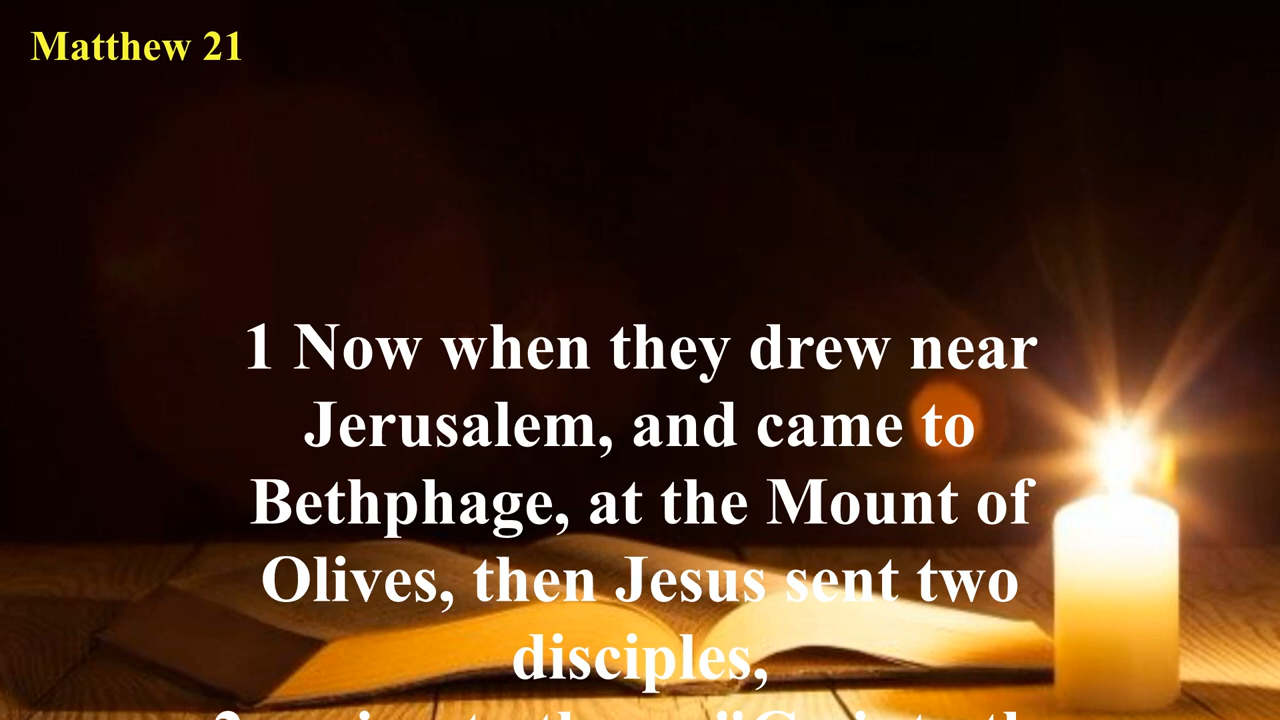 Matthew 21
1 Now when they drew near
Jerusalem, and came to
Bethphage, at the Mount of
Olives, then Jesus sent two
disciples,